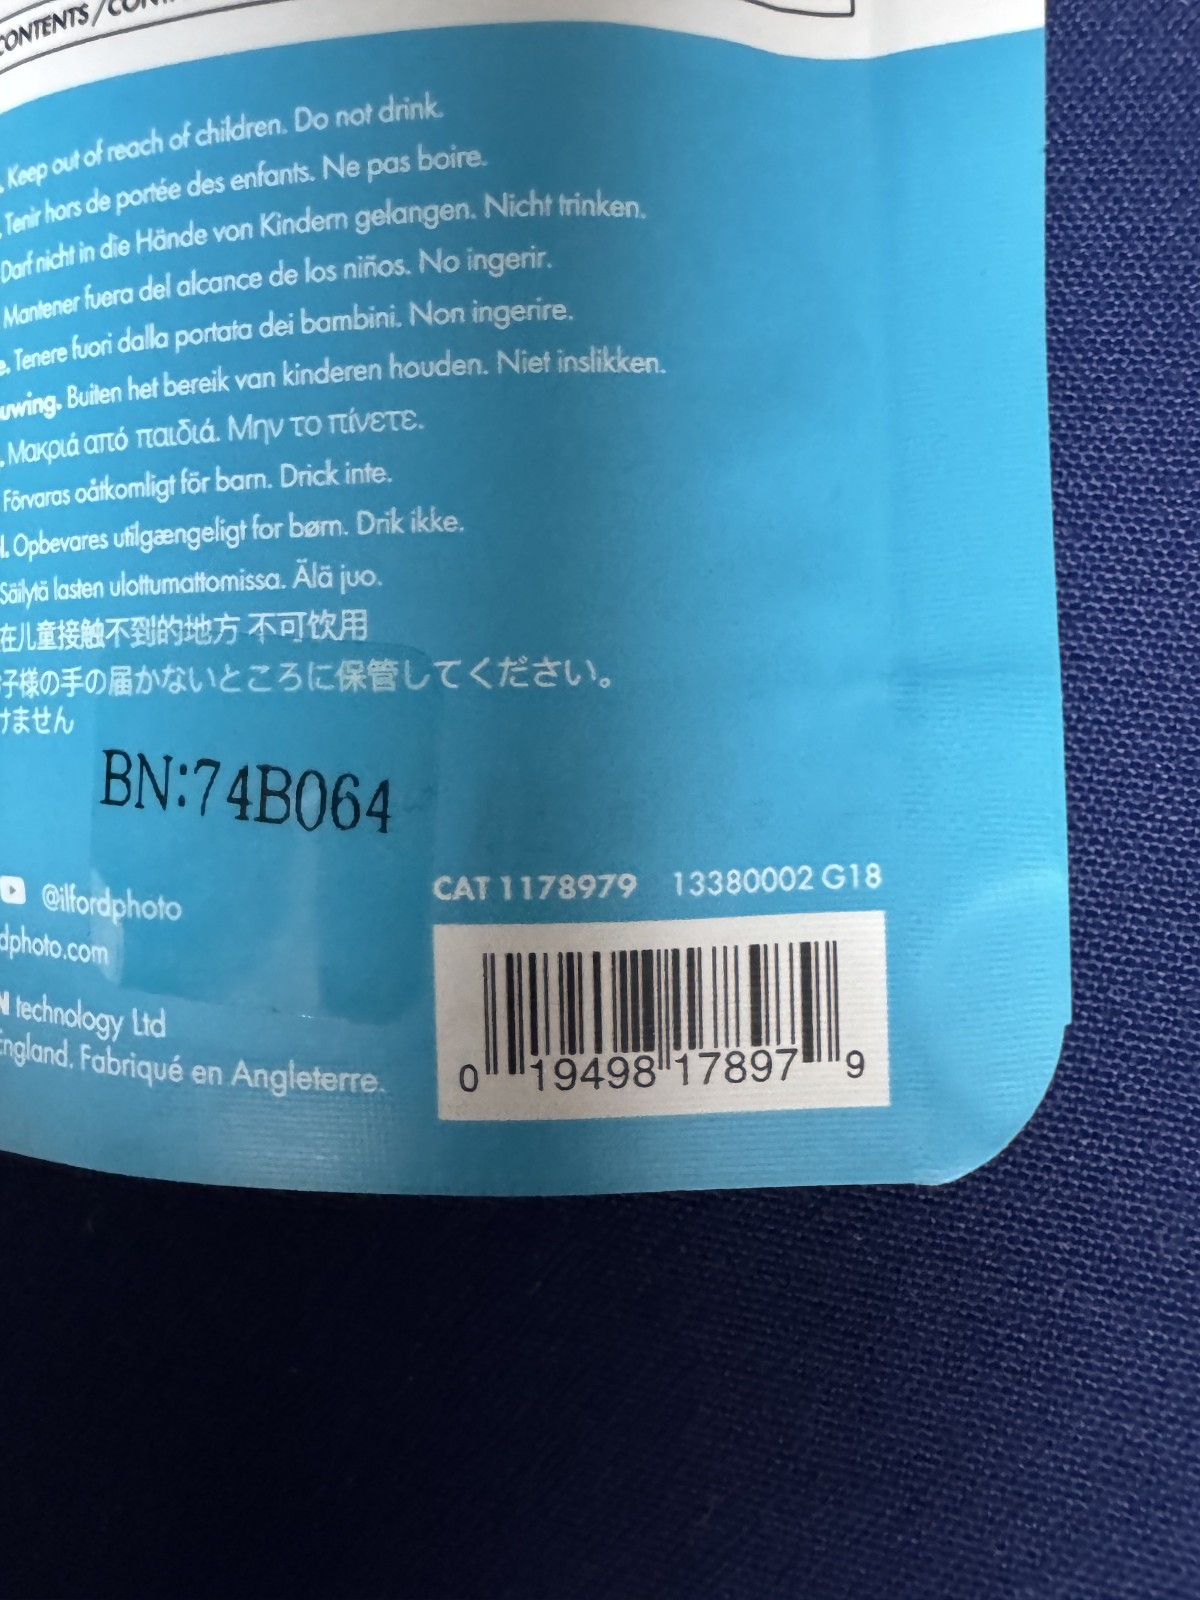 CONTENTS /
Keep out of reach of children. Do not drink.
Tenir hors de portée des enfants. Ne pas boire.
Darf nicht in die Hände von Kindern gelangen. Nicht trinken.
Mantener fuera del alcance de los niños. No ingerir.
Tenere fuori dalla portata dei bambini. Non ingerire.
uwing. Buiten het bereik van kinderen houden. Niet inslikken.
Μακριά από παιδιά. Μην το πίνετε.
Förvaras oåtkomligt för barn. Drick inte.
l. Opbevares utilgængeligt for børn. Drik ikke.
Säilytä lasten ulottumattomissa. Älä juo.
在儿童接触不到的地方 不可饮用
子様の手の届かないところに保管してください。
けません
BN:74B064
CAT 1178979 13380002 G18
@ilfordphoto
dphoto.com
N technology Ltd
England. Fabriqué en Angleterre.
0 19498 17897 9